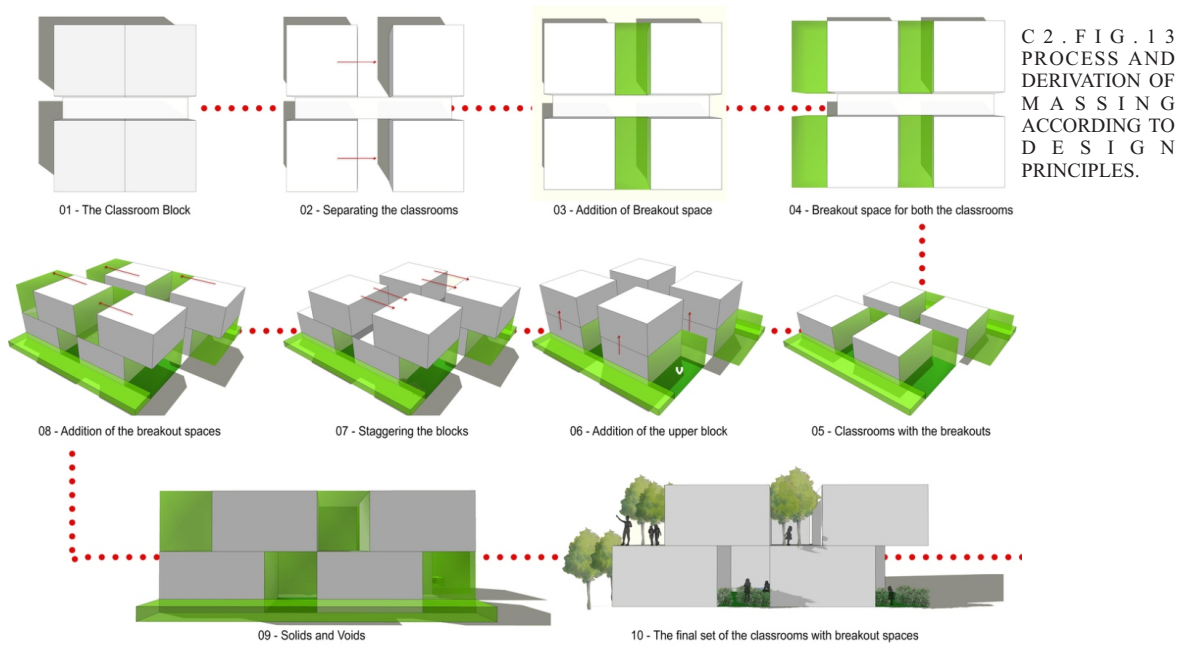 C2.FIG.13
PROCESS AND
DERIVATION OF
MASSING
ACCORDING TO
DESIGN
PRINCIPLES.
01 - The Classroom Block
02 - Separating the classrooms
03 - Addition of Breakout space
04 - Breakout space for both the classrooms
08 - Addition of the breakout spaces
07 - Staggering the blocks
06 - Addition of the upper block
05 - Classrooms with the breakouts
09 - Solids and Voids
10 - The final set of the classrooms with breakout spaces